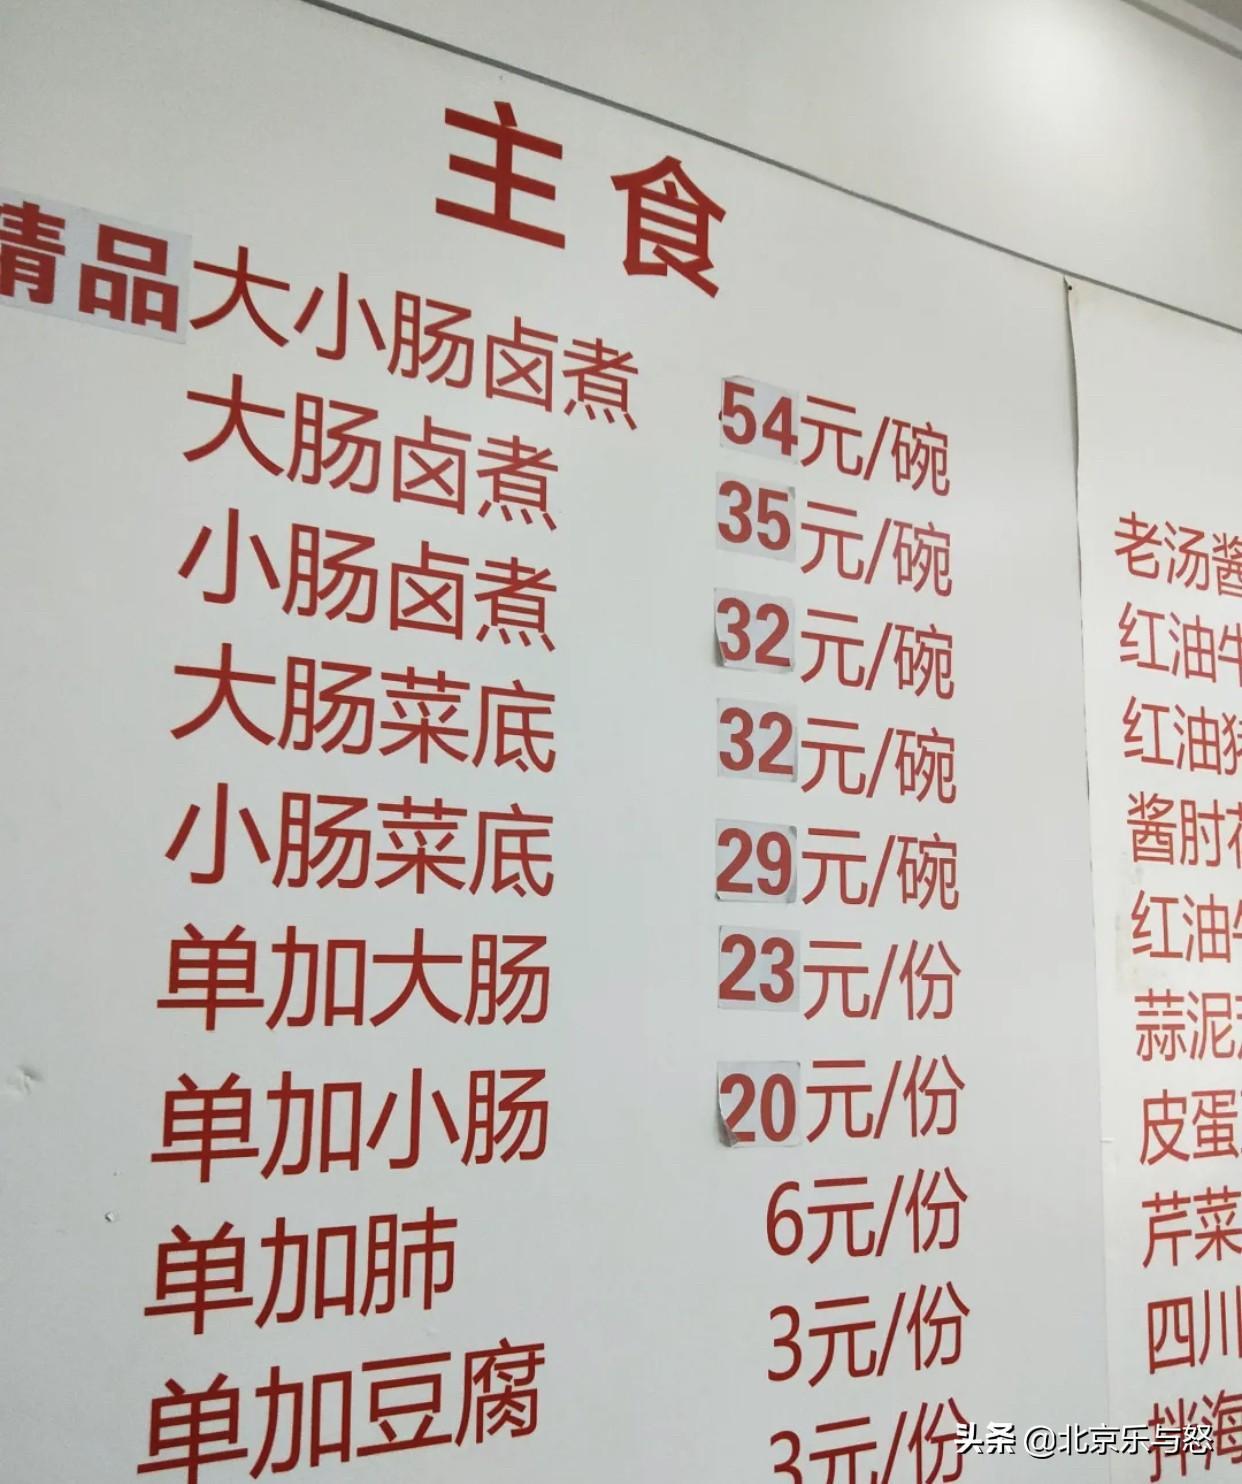 主食
精品大小肠卤煮 54元/碗
大肠卤煮 35元/碗
小肠卤煮 32元/碗
大肠菜底 32元/碗
小肠菜底 29元/碗
单加大肠 23元/份
单加小肠 20元/份
单加肺 6元/份
单加豆腐 3元/份
3元/份
老汤酱
红油牛
红油
酱肘
红油
蒜泥
皮蛋
芹菜
四川
拌海
头条 @北京乐与怒